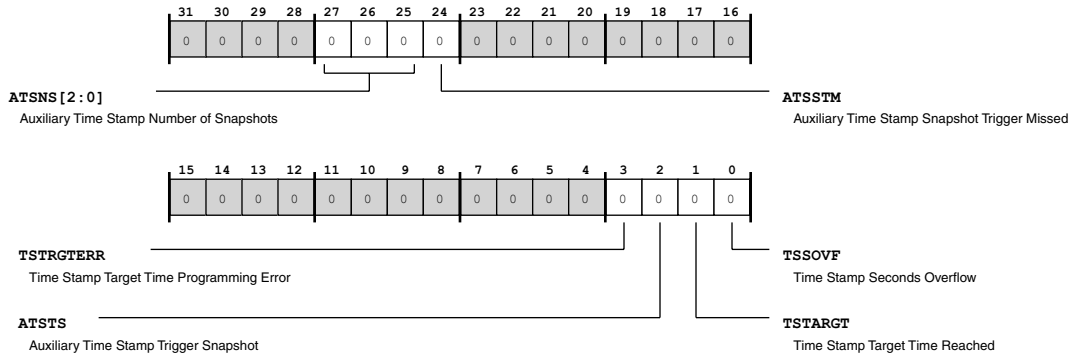 31 30 29 28 27 26 25 24 23 22 21 20 19 18 17 16
0 0 0 0 0 0 0 0 0 0 0 0 0 0 0 0
ATSNS[2:0] ATSSTM
Auxiliary Time Stamp Number of Snapshots Auxiliary Time Stamp Snapshot Trigger Missed
15 14 13 12 11 10 9 8 7 6 5 4 3 2 1 0
0 0 0 0 0 0 0 0 0 0 0 0 0 0 0 0
TSTRGTERR TSSOVF
Time Stamp Target Time Programming Error Time Stamp Seconds Overflow
ATSTS TSTARGT
Auxiliary Time Stamp Trigger Snapshot Time Stamp Target Time Reached